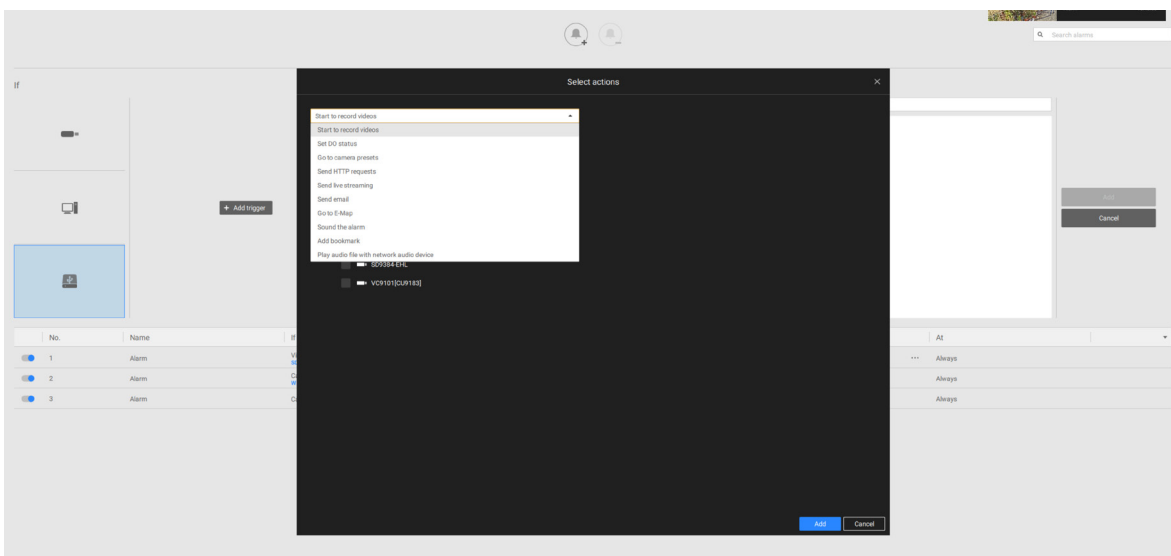 Search alarms
If
Select actions
Start to record videos
Start to record videos
Set DO status
Go to camera presets
Send HTTP requests
Send live streaming
Send email
Go to E-Map
Sound the alarm
Add bookmark
Play audio file with network audio device
SD9384-EHL
VC9101[CU9183]
+ Add trigger
Add
Cancel
No. Name If At
1 Alarm Always
2 Alarm Always
3 Alarm Always
Add Cancel